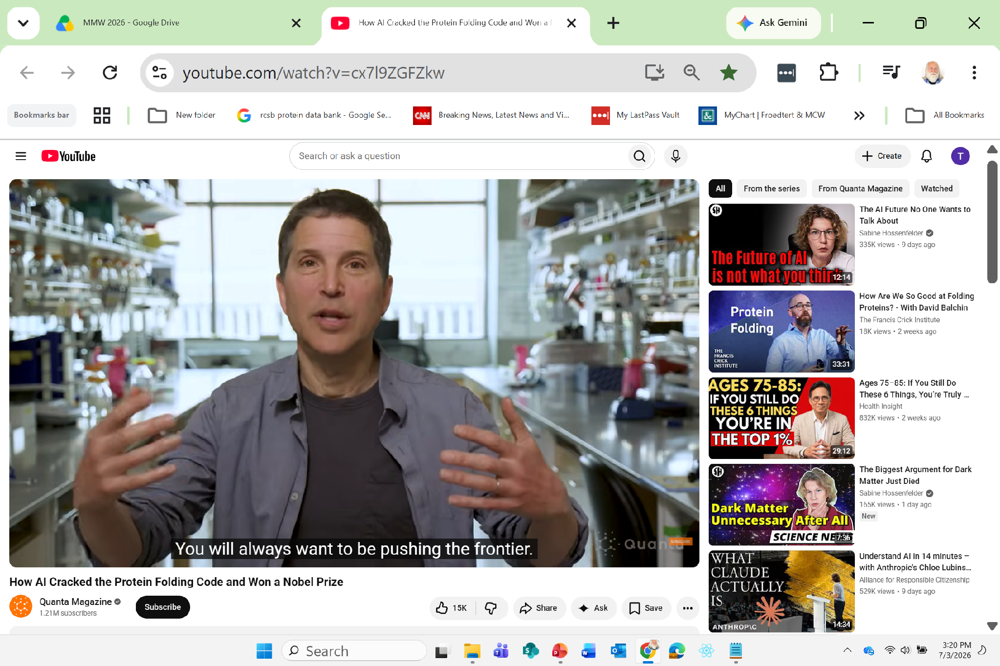 MMW 2026 - Google Drive
How AI Cracked the Protein Folding Code and Won a
Ask Gemini
youtube.com/watch?v=cx7l9ZGFZkw
Bookmarks bar
New folder
rcsb protein data bank - Google Se...
CNN
Breaking News, Latest News and Vi...
My LastPass Vault
MyChart | Froedtert & MCW
All Bookmarks
YouTube
Search or ask a question
Create
T
You will always want to be pushing the frontier.
Quanta
SUBSCRIBE
How AI Cracked the Protein Folding Code and Won a Nobel Prize
Quanta Magazine
1.21M subscribers
Subscribe
15K
Share
Ask
Save
All
From the series
From Quanta Magazine
Watched
SH
The Future of AI
is not what you think
12:14
The AI Future No One Wants to
Talk About
Sabine Hossenfelder
335K views • 9 days ago
Protein
Folding
THE
FRANCIS
CRICK
INSTITUTE
33:31
How Are We So Good at Folding
Proteins? - With David Balchin
The Francis Crick Institute
18K views • 2 weeks ago
AGES 75-85:
IF YOU STILL DO
THESE 6 THINGS
YOU'RE IN
THE TOP 1%
29:12
Ages 75–85: If You Still Do
These 6 Things, You're Truly ...
Health Insight
832K views • 2 weeks ago
SH
Dark Matter
Unnecessary After All
SCIENCE NEWS
7:36
The Biggest Argument for Dark
Matter Just Died
Sabine Hossenfelder
165K views • 1 day ago
New
WHAT
CLAUDE
ACTUALLY
IS
ANTHROP\C
14:34
Understand AI in 14 minutes –
with Anthropic's Chloe Lubins...
Alliance for Responsible Citizenship
529K views • 9 days ago
Search
3:20 PM
7/3/2026